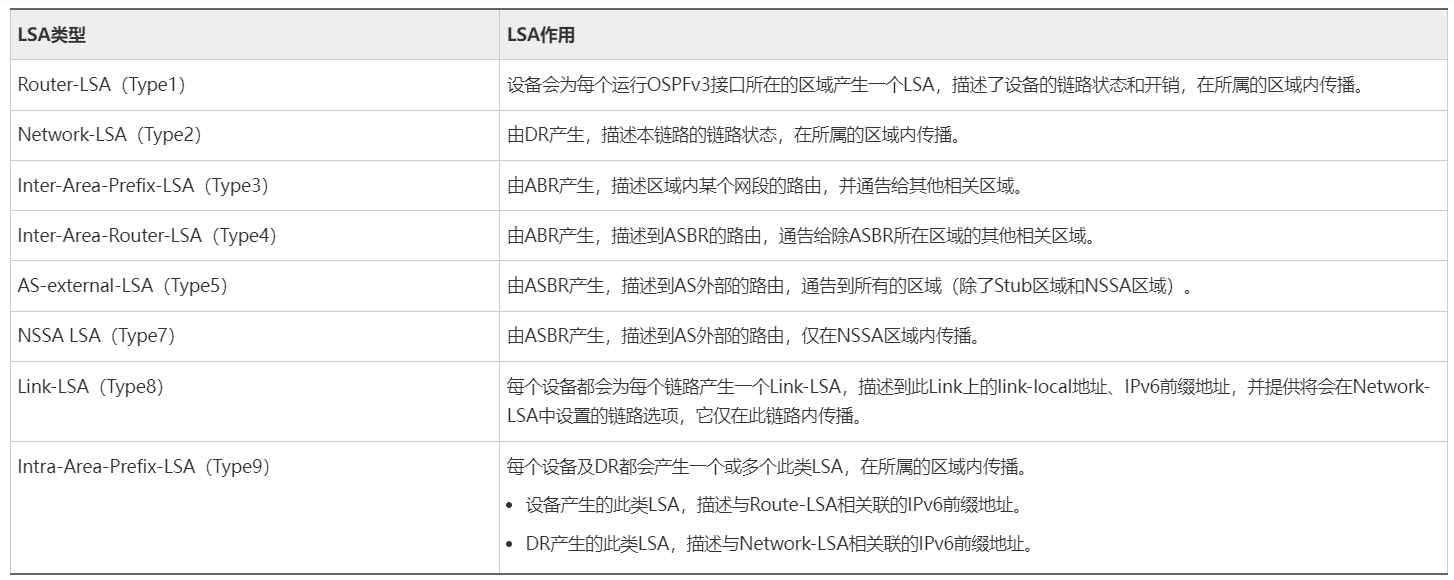 LSA类型
LSA作用
Router-LSA（Type1）
设备会为每个运行OSPFv3接口所在的区域产生一个LSA，描述了设备的链路状态和开销，在所属的区域内传播。
Network-LSA（Type2）
由DR产生，描述本链路的链路状态，在所属的区域内传播。
Inter-Area-Prefix-LSA（Type3）
由ABR产生，描述区域内某个网段的路由，并通告给其他相关区域。
Inter-Area-Router-LSA（Type4）
由ABR产生，描述到ASBR的路由，通告给除ASBR所在区域的其他相关区域。
AS-external-LSA（Type5）
由ASBR产生，描述到AS外部的路由，通告到所有的区域（除了Stub区域和NSSA区域）。
NSSA LSA（Type7）
由ASBR产生，描述到AS外部的路由，仅在NSSA区域内传播。
Link-LSA（Type8）
每个设备都会为每个链路产生一个Link-LSA，描述到此Link上的link-local地址、IPv6前缀地址，并提供将会在Network-
LSA中设置的链路选项，它仅在此链路内传播。
Intra-Area-Prefix-LSA（Type9）
每个设备及DR都会产生一个或多个此类LSA，在所属的区域内传播。
• 设备产生的此类LSA，描述与Route-LSA相关联的IPv6前缀地址。
• DR产生的此类LSA，描述与Network-LSA相关联的IPv6前缀地址。